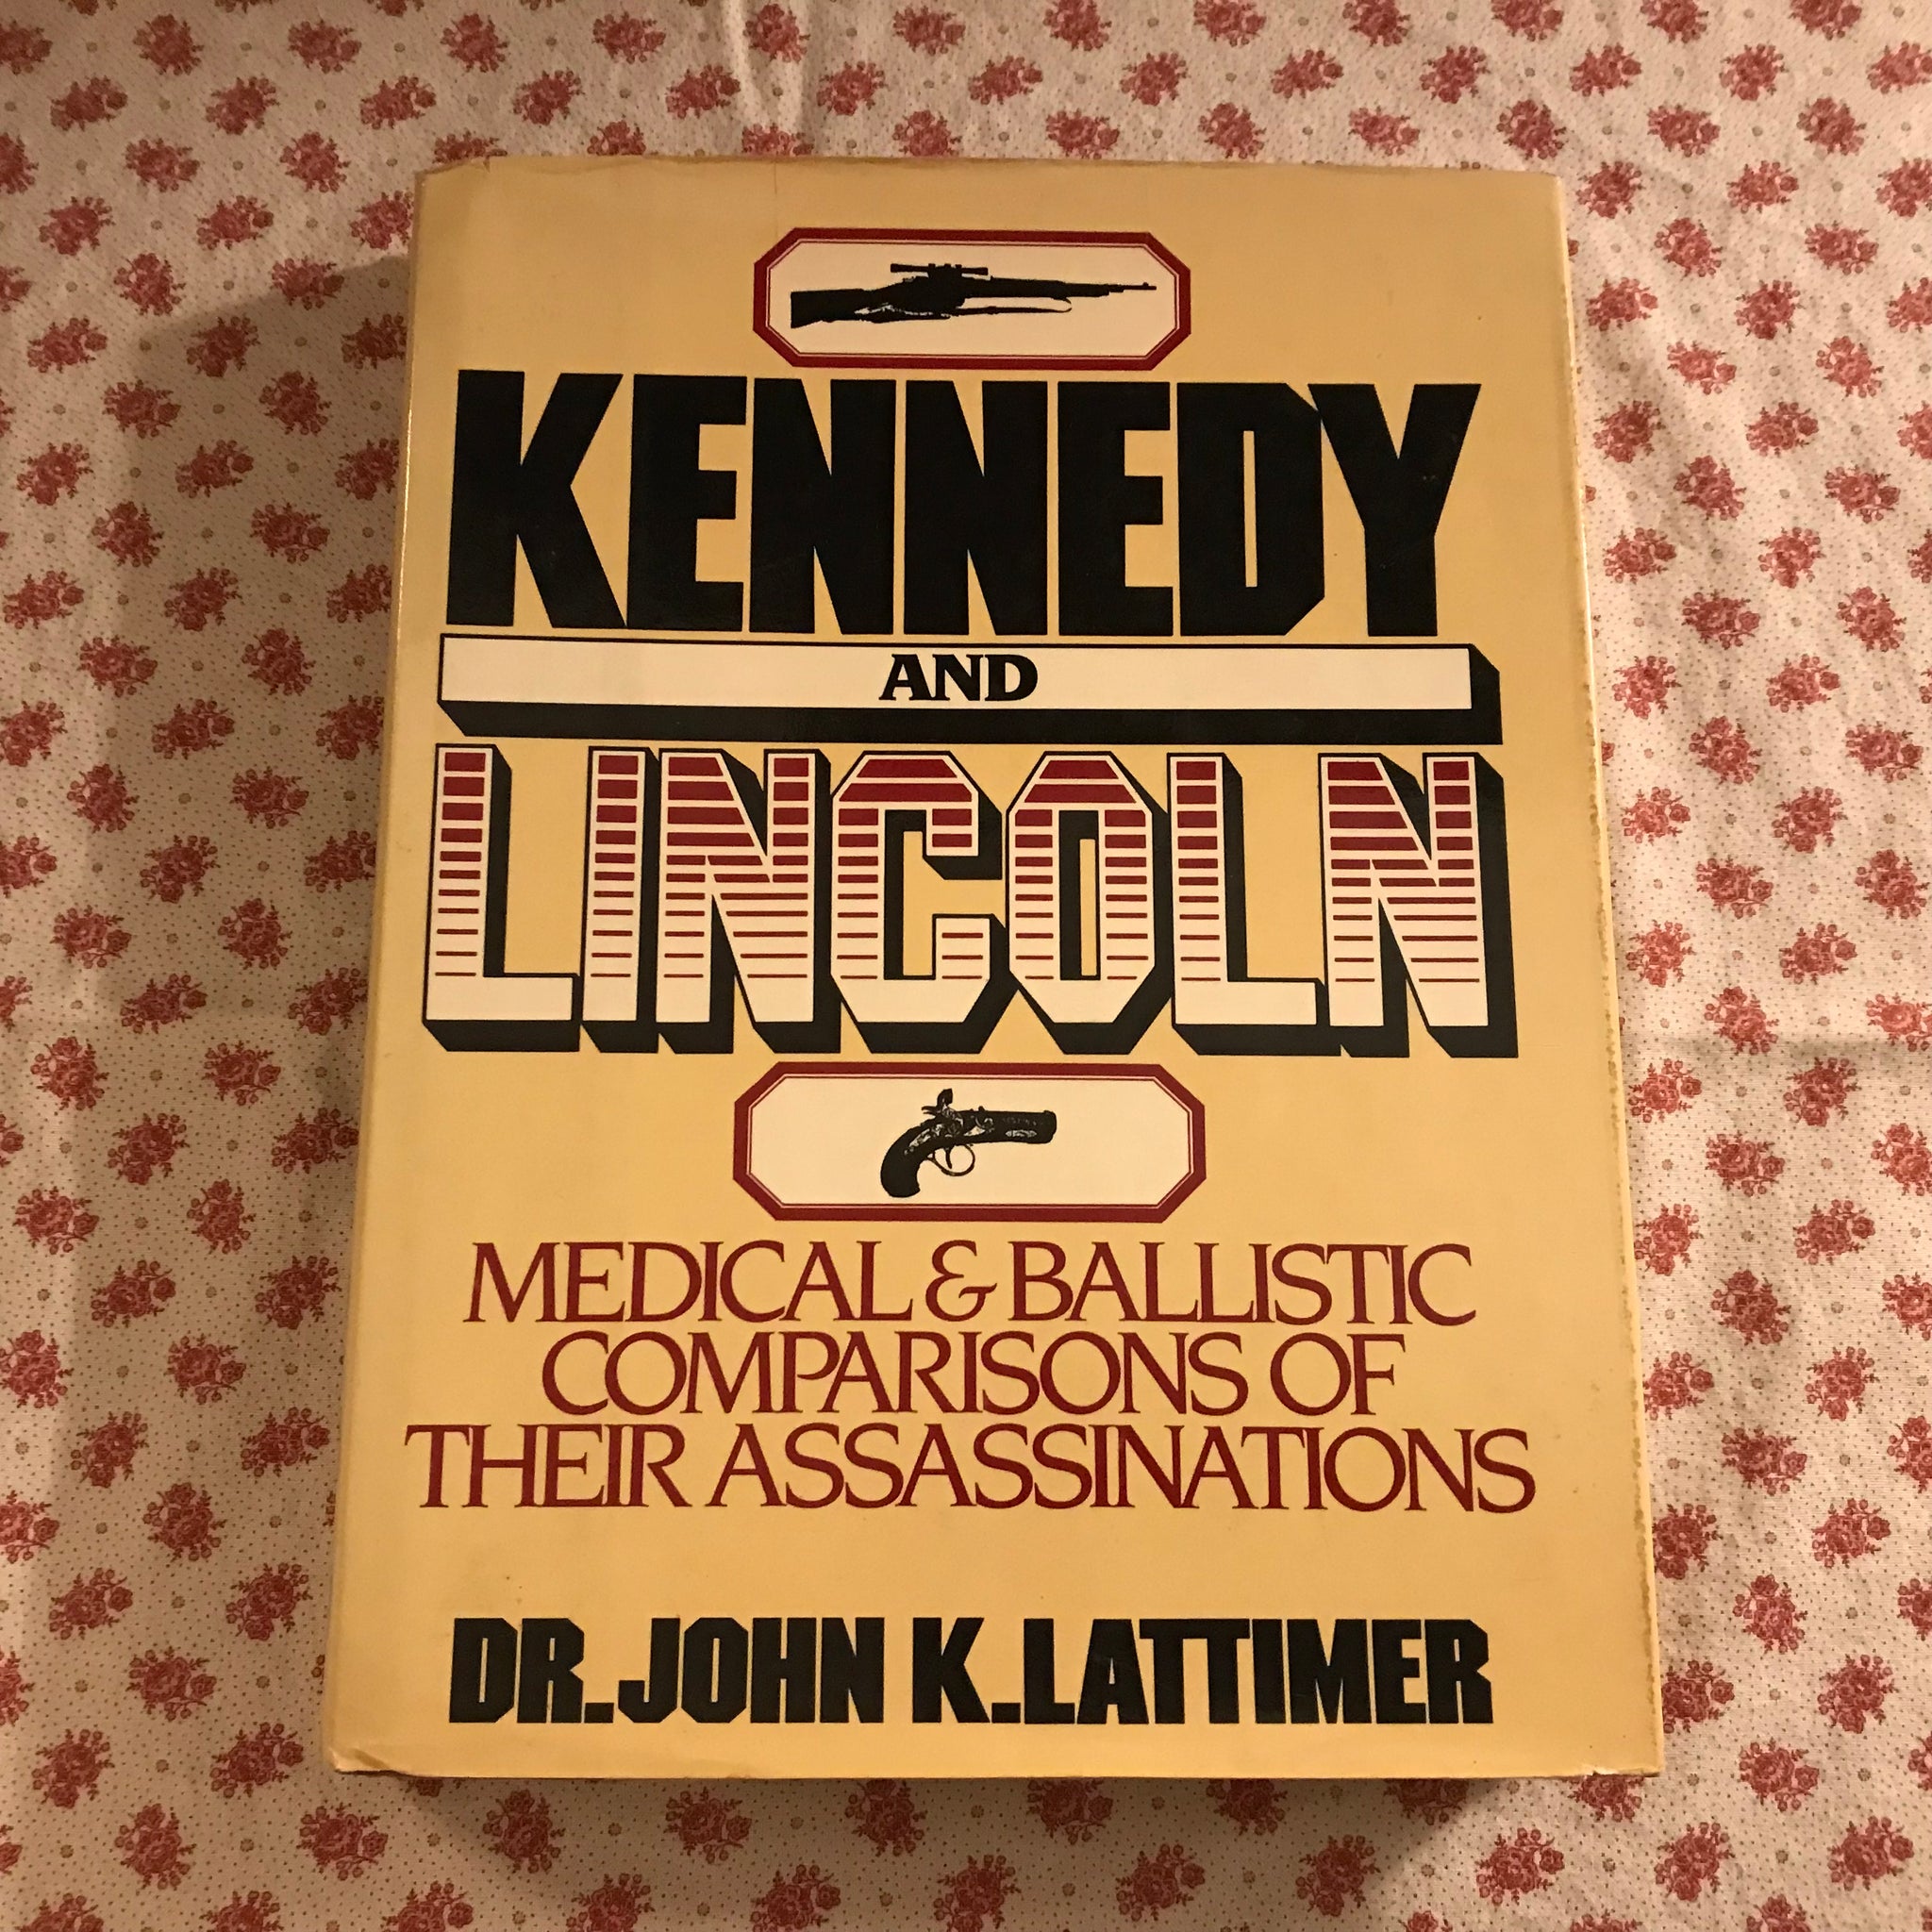 KENNEDY
AND
LINCOLN
MEDICAL & BALLISTIC
COMPARISONS OF
THEIR ASSASSINATIONS
DR. JOHN K. LATTIMER